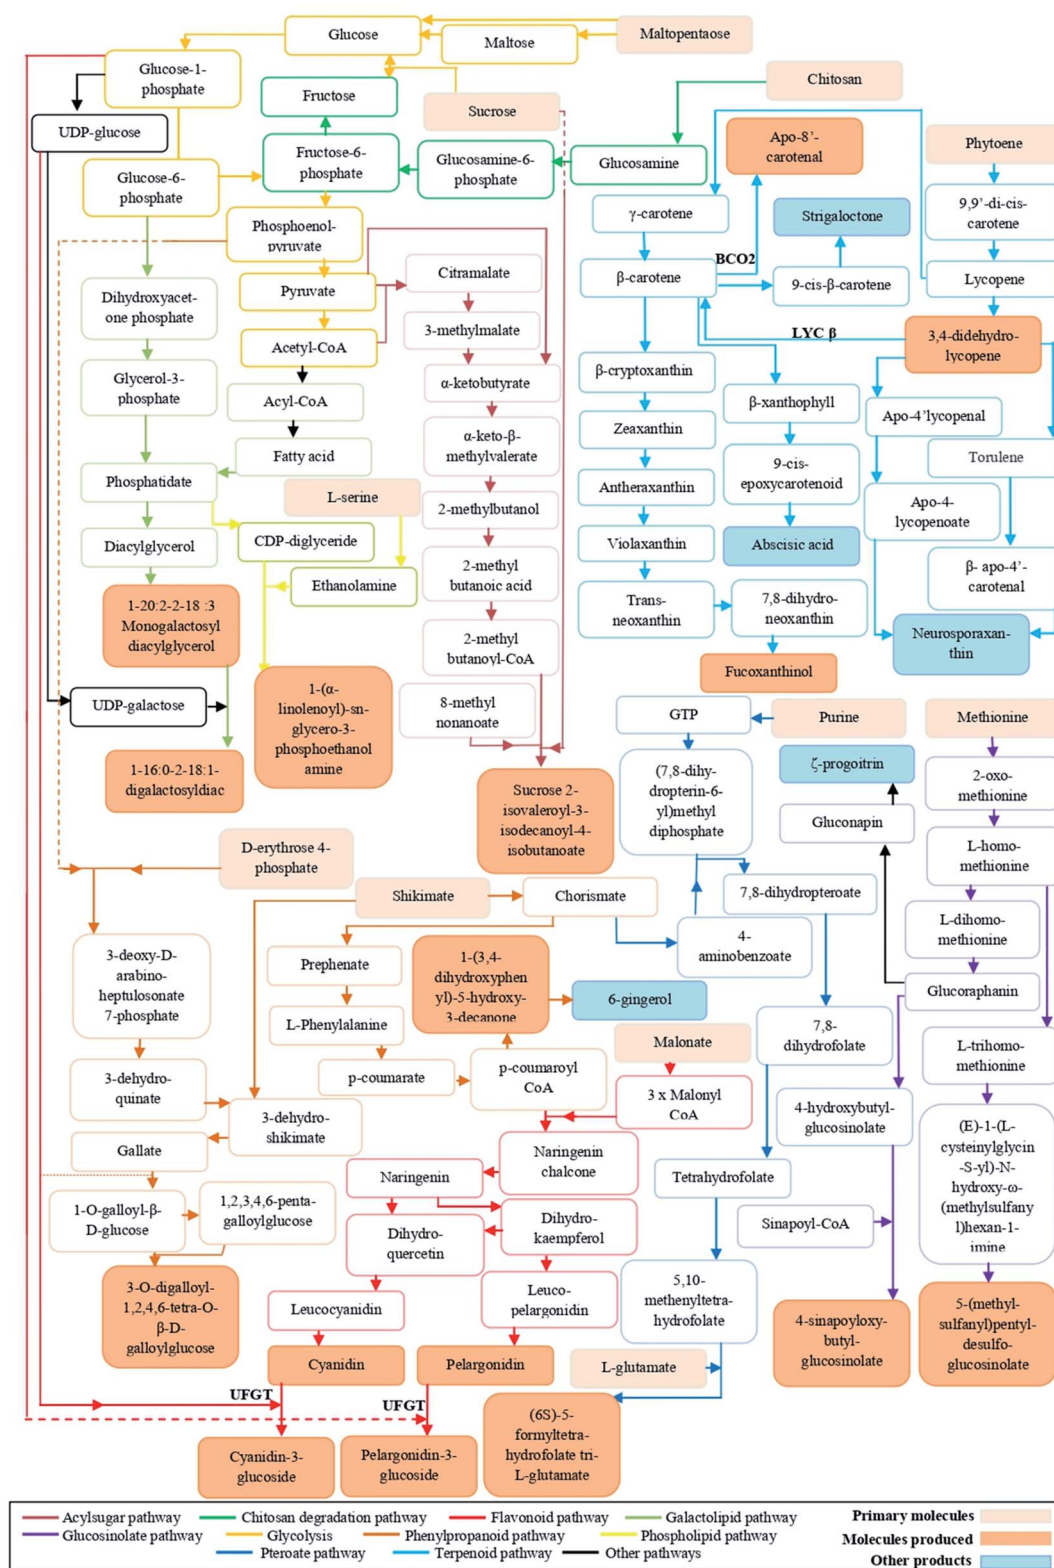 Glucose
Maltose
Maltopentaose
Glucose-1-
phosphate
Chitosan
Fructose
Sucrose
UDP-glucose
Apo-8'-
carotenal
Phytoene
Fructose-6-
phosphate
Glucosamine-6-
phosphate
Glucosamine
Glucose-6-
phosphate
γ-carotene
Strigaloctone
9,9'-di-cis-
carotene
Phosphoenol-
pyruvate
BCO2
Citramalate
β-carotene
9-cis-β-carotene
Lycopene
Pyruvate
Dihydroxyacet-
one phosphate
3-methylmalate
LYC β
3,4-didehydro-
lycopene
Acetyl-CoA
Glycerol-3-
phosphate
α-ketobutyrate
β-cryptoxanthin
Acyl-CoA
β-xanthophyll
Apo-4'lycopenal
Zeaxanthin
α-keto-β-
methylvalerate
Fatty acid
Torulene
9-cis-
epoxycarotenoid
Phosphatidate
L-serine
Antheraxanthin
Apo-4-
lycopenoate
2-methylbutanol
CDP-diglyceride
Diacylglycerol
Violaxanthin
Abscisic acid
2-methyl
butanoic acid
β- apo-4'-
carotenal
Ethanolamine
1-20:2-2-18 :3
Monogalactosyl
diacylglycerol
Trans-
neoxanthin
7,8-dihydro-
neoxanthin
2-methyl
butanoyl-CoA
Neurosporaxan-
thin
Fucoxanthinol
UDP-galactose
1-(α-
linolenoyl)-sn-
glycero-3-
phosphoethanol
amine
8-methyl
nonanoate
GTP
Purine
Methionine
1-16:0-2-18:1-
digalactosyldiac
(7,8-dihy-
dropterin-6-
yl)methyl
diphosphate
ζ-progoitrin
2-oxo-
methionine
Sucrose 2-
isovaleroyl-3-
isodecanoyl-4-
isobutanoate
Gluconapin
D-erythrose 4-
phosphate
L-homo-
methionine
Shikimate
Chorismate
7,8-dihydropteroate
L-dihomo-
methionine
3-deoxy-D-
arabino-
heptulosonate
7-phosphate
Prephenate
1-(3,4-
dihydroxyphen
yl)-5-hydroxy-
3-decanone
4-
aminobenzoate
6-gingerol
Glucoraphanin
L-Phenylalanine
7,8-
dihydrofolate
Malonate
L-trihomo-
methionine
3-dehydro-
quinate
p-coumarate
p-coumaroyl
CoA
3 x Malonyl
CoA
4-hydroxybutyl-
glucosinolate
3-dehydro-
shikimate
Gallate
Naringenin
chalcone
(E)-1-(L-
cysteinylglycin
-S-yl)-N-
hydroxy-ω-
(methylsulfany
l)hexan-1-
imine
Naringenin
Tetrahydrofolate
1-O-galloyl-β-
D-glucose
1,2,3,4,6-penta-
galloylglucose
Dihydro-
quercetin
Dihydro-
kaempferol
Sinapoyl-CoA
3-O-digalloyl-
1,2,4,6-tetra-O-
β-D-
galloylglucose
Leucocyanidin
Leuco-
pelargonidin
5,10-
methenyltetra-
hydrofolate
4-sinapoyloxy-
butyl-
glucosinolate
5-(methyl-
sulfanyl)pentyl-
desulfo-
glucosinolate
Cyanidin
Pelargonidin
L-glutamate
UFGT
UFGT
Cyanidin-3-
glucoside
Pelargonidin-3-
glucoside
(6S)-5-
formyltetra-
hydrofolate tri-
L-glutamate
Acylsugar pathway
Chitosan degradation pathway
Flavonoid pathway
Galactolipid pathway
Primary molecules
Glucosinolate pathway
Glycolysis
Phenylpropanoid pathway
Phospholipid pathway
Molecules produced
Pteroate pathway
Terpenoid pathway
Other pathways
Other products